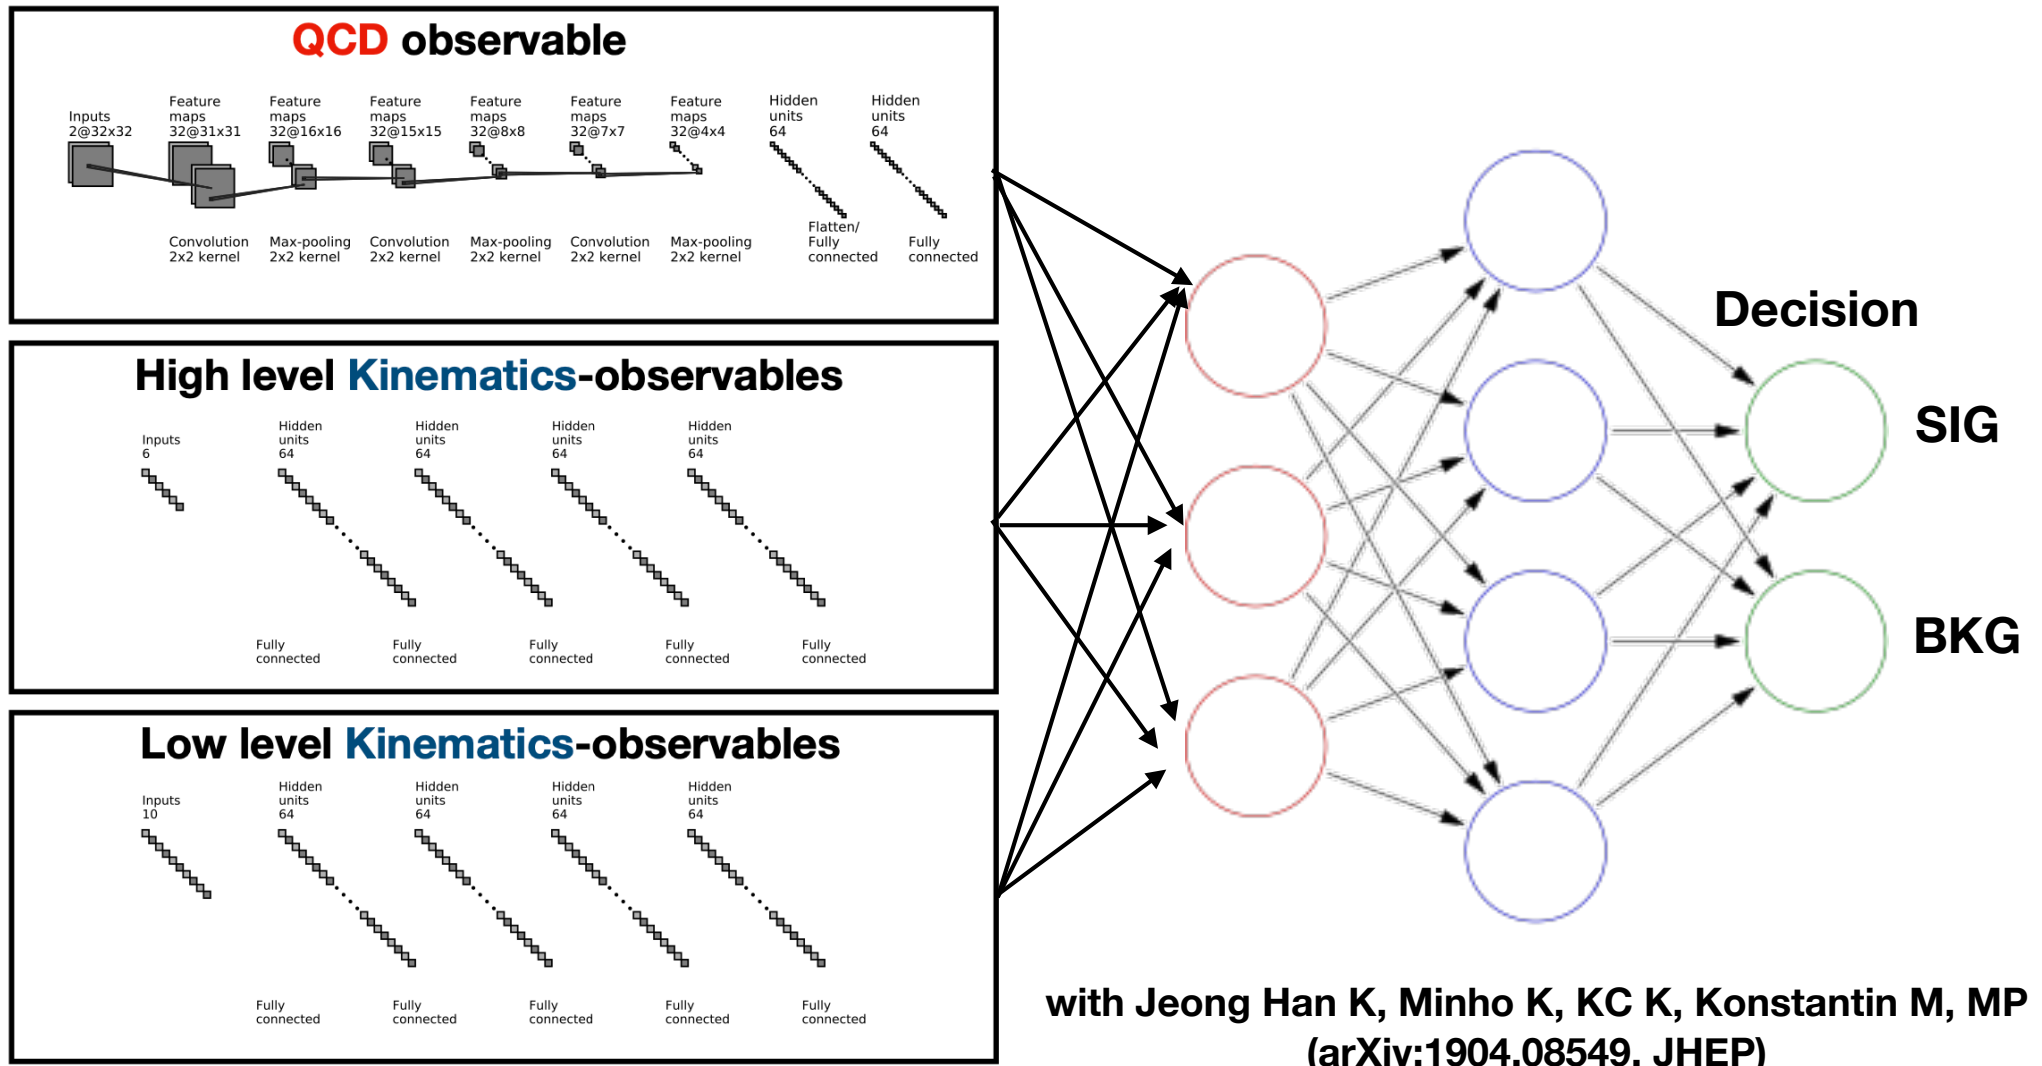 QCD observable
Inputs
2@32x32
Feature
maps
32@31x31
Feature
maps
32@16x16
Feature
maps
32@15x15
Feature
maps
32@8x8
Feature
maps
32@7x7
Feature
maps
32@4x4
Hidden
units
64
Hidden
units
64
Convolution
2x2 kernel
Max-pooling
2x2 kernel
Convolution
2x2 kernel
Max-pooling
2x2 kernel
Convolution
2x2 kernel
Max-pooling
2x2 kernel
Flatten/
Fully
connected
Fully
connected
High level Kinematics-observables
Inputs
6
Hidden
units
64
Hidden
units
64
Hidden
units
64
Hidden
units
64
Fully
connected
Fully
connected
Fully
connected
Fully
connected
Fully
connected
Low level Kinematics-observables
Inputs
10
Hidden
units
64
Hidden
units
64
Hidden
units
64
Hidden
units
64
Fully
connected
Fully
connected
Fully
connected
Fully
connected
Fully
connected
Decision
SIG
BKG
with Jeong Han K, Minho K, KC K, Konstantin M, MP
(arXiv:1904.08549, JHEP)